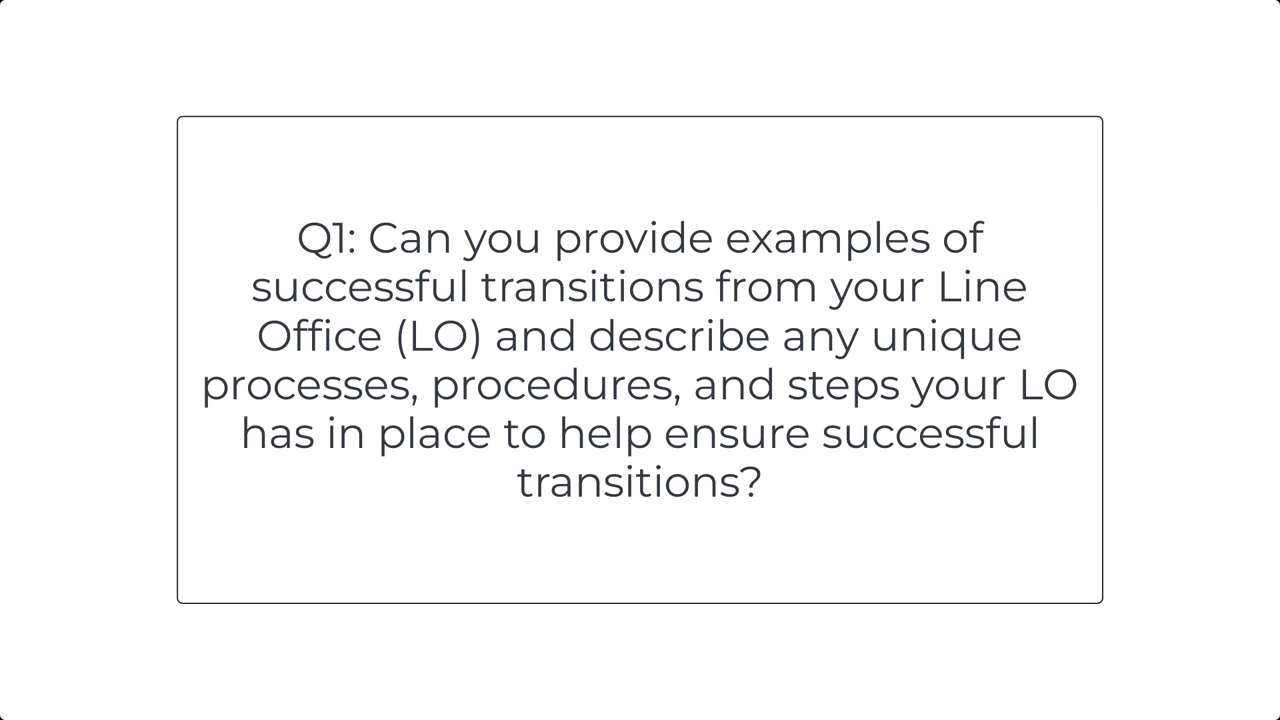 Q1: Can you provide examples of
successful transitions from your Line
Office (LO) and describe any unique
processes, procedures, and steps your LO
has in place to help ensure successful
transitions?